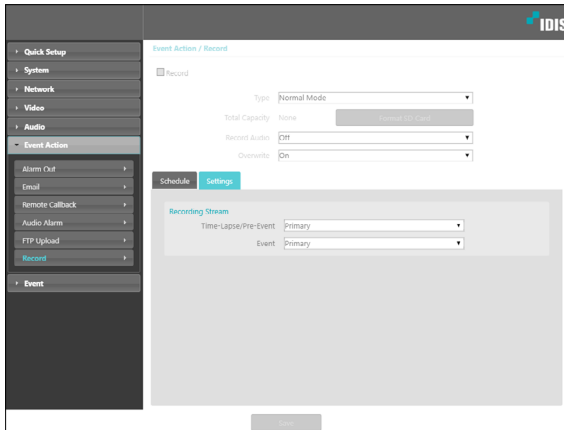 IDIS
Quick Setup
System
Network
Video
Audio
Event Action
Alarm Out
Email
Remote Callback
Audio Alarm
FTP Upload
Record
Event
Event Action / Record
Record
Type Normal Mode
Total Capacity None Format SD Card
Record Audio Off
Overwrite On
Schedule Settings
Recording Stream
Time-Lapse/Pre-Event Primary
Event Primary
Save